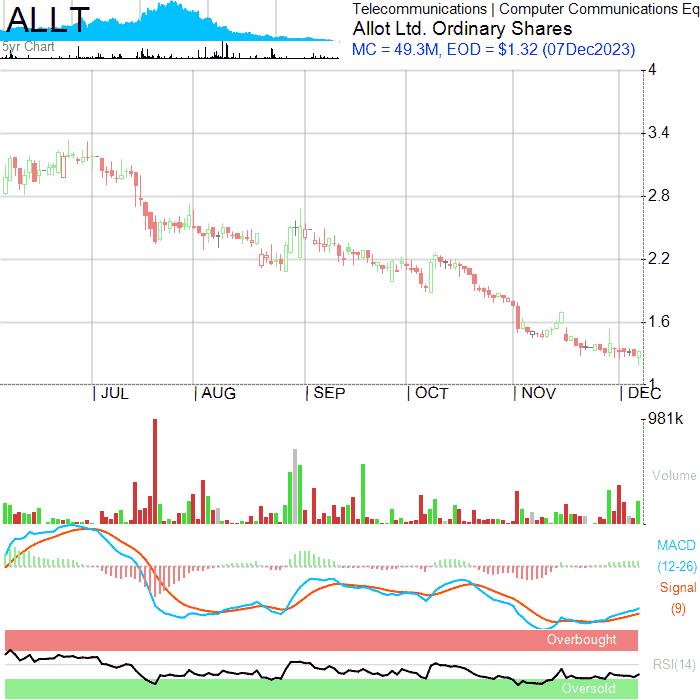 ALLT
5yr Chart
Telecommunications | Computer Communications Eq
Allot Ltd. Ordinary Shares
MC = 49.3M, EOD = $1.32 (07Dec2023)
4
3.4
2.8
2.2
1.6
1
JUL AUG SEP OCT NOV DEC
981k
Volume
MACD
(12-26)
Signal
(9)
Overbought
RSI(14)
Oversold